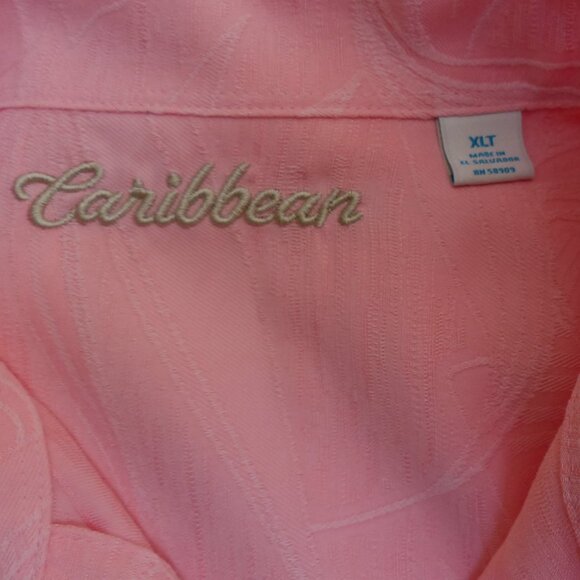 Caribbean
XLT
MADE IN
EL SALVADOR
RN 58909